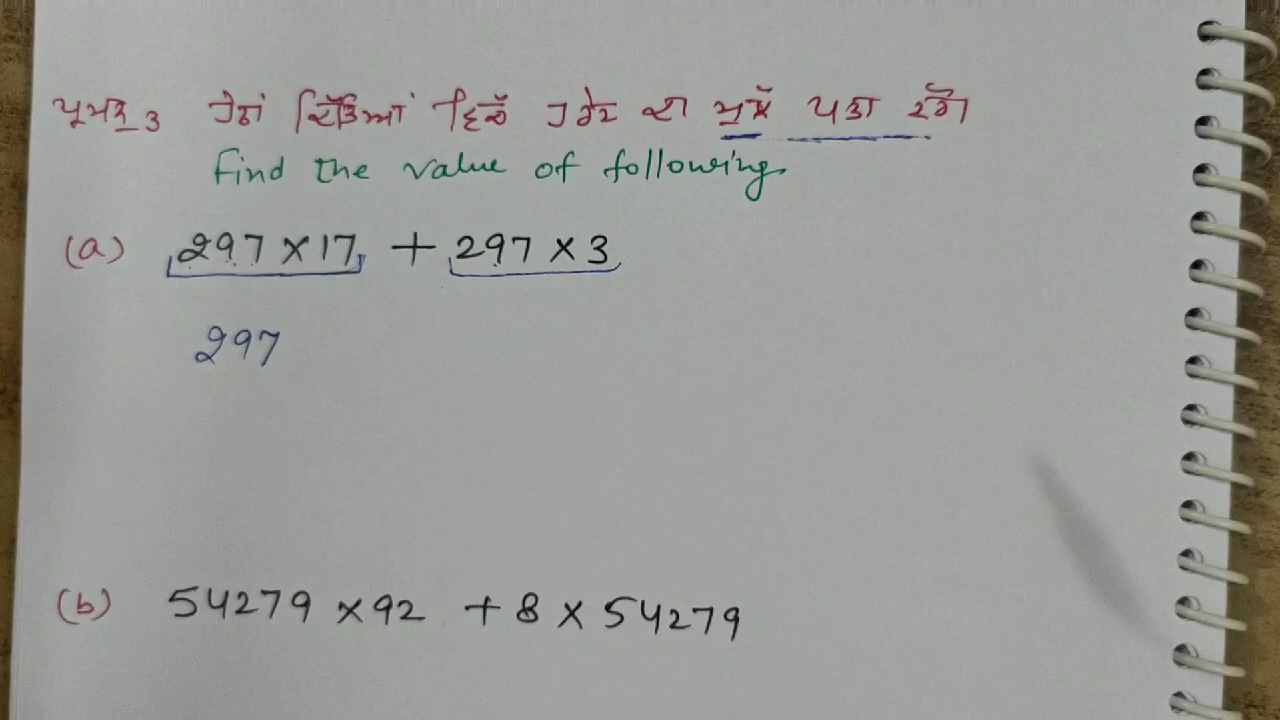 ਪ੍ਰਸ਼ਨ 3 ਹੇਠਾਂ ਦਿੱਤਿਆਂ ਵਿੱਚੋਂ ਹਰੇਕ ਦਾ ਮੁੱਲ ਪਤਾ ਕਰੋ।
Find the value of following.
(a) 297 × 17 + 297 × 3
297
(b) 54279 × 92 + 8 × 54279